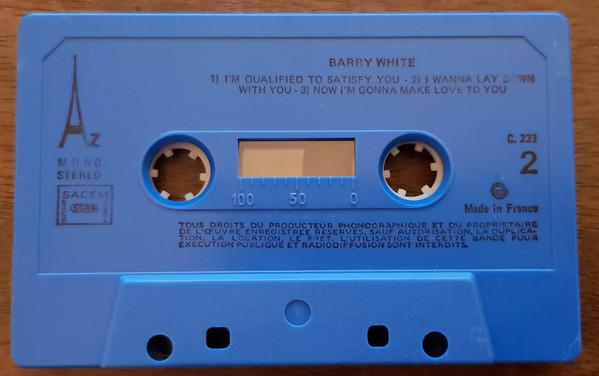 BARRY WHITE
1) I'M QUALIFIED TO SATISFY YOU - 2) I WANNA LAY DOWN
WITH YOU - 3) NOW I'M GONNA MAKE LOVE TO YOU
AZ
MONO
STEREO
SACEM
C. 233
2
100 50 0
Made in France
TOUS DROITS DU PRODUCTEUR PHONOGRAPHIQUE ET DU PROPRIETAIRE
DE L'ŒUVRE ENREGISTREE RESERVES. SAUF AUTORISATION, LA DUPLICA-
TION, LA LOCATION, LE PRET, L'UTILISATION DE CETTE BANDE POUR
EXECUTION PUBLIQUE ET RADIODIFFUSION SONT INTERDITS.